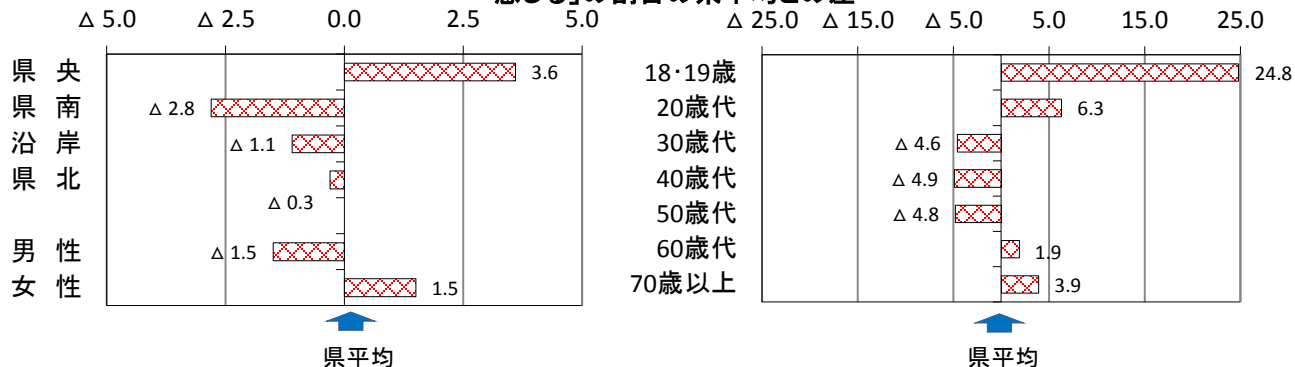 △ 5.0 △ 2.5 0.0 2.5 5.0
県 央 3.6
県 南 △ 2.8
沿 岸 △ 1.1
県 北 △ 0.3
男 性 △ 1.5
女 性 1.5
県平均
△ 25.0 △ 15.0 △ 5.0 5.0 15.0 25.0
18･19歳 24.8
20歳代 6.3
30歳代 △ 4.6
40歳代 △ 4.9
50歳代 △ 4.8
60歳代 1.9
70歳以上 3.9
県平均